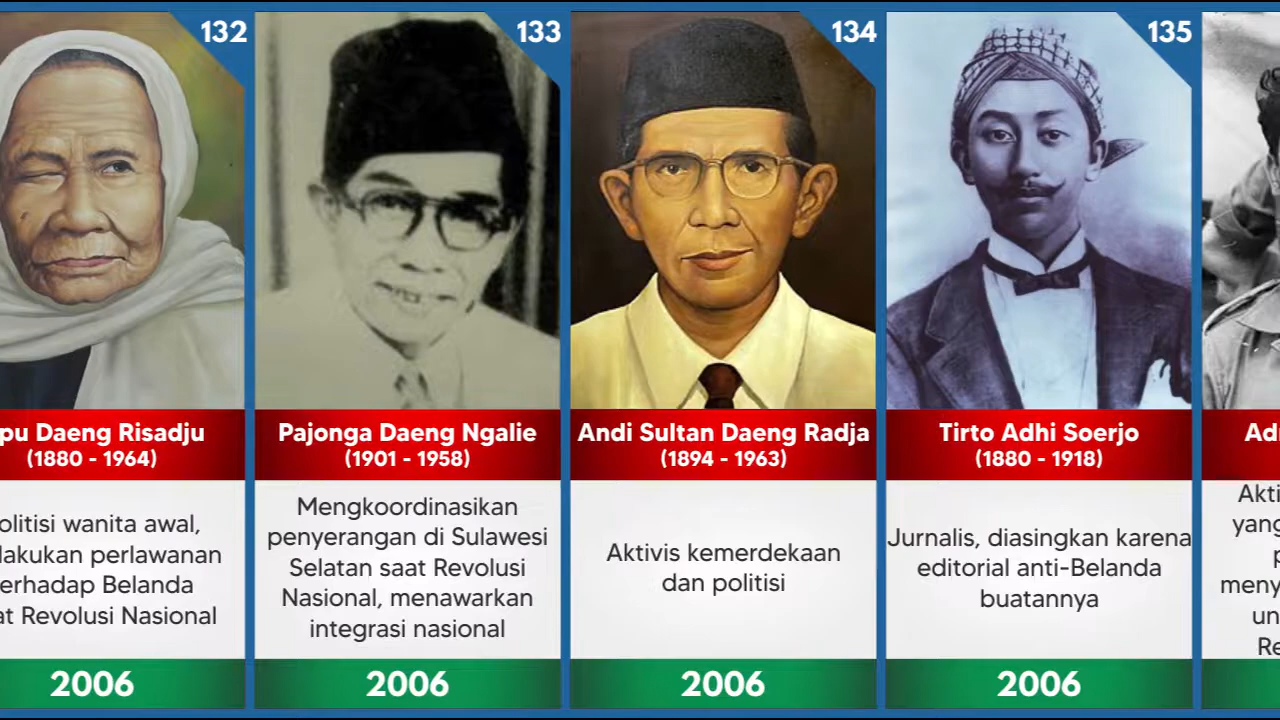 132
pu Daeng Risadju
(1880 - 1964)
olitisi wanita awal,
lakukan perlawanan
erhadap Belanda
at Revolusi Nasional
2006
133
Pajonga Daeng Ngalie
(1901 - 1958)
Mengkoordinasikan
penyerangan di Sulawesi
Selatan saat Revolusi
Nasional, menawarkan
integrasi nasional
2006
134
Andi Sultan Daeng Radja
(1894 - 1963)
Aktivis kemerdekaan
dan politisi
2006
135
Tirto Adhi Soerjo
(1880 - 1918)
Jurnalis, diasingkan karena
editorial anti-Belanda
buatannya
2006
Ad
Akti
yang
p
meny
un
Re